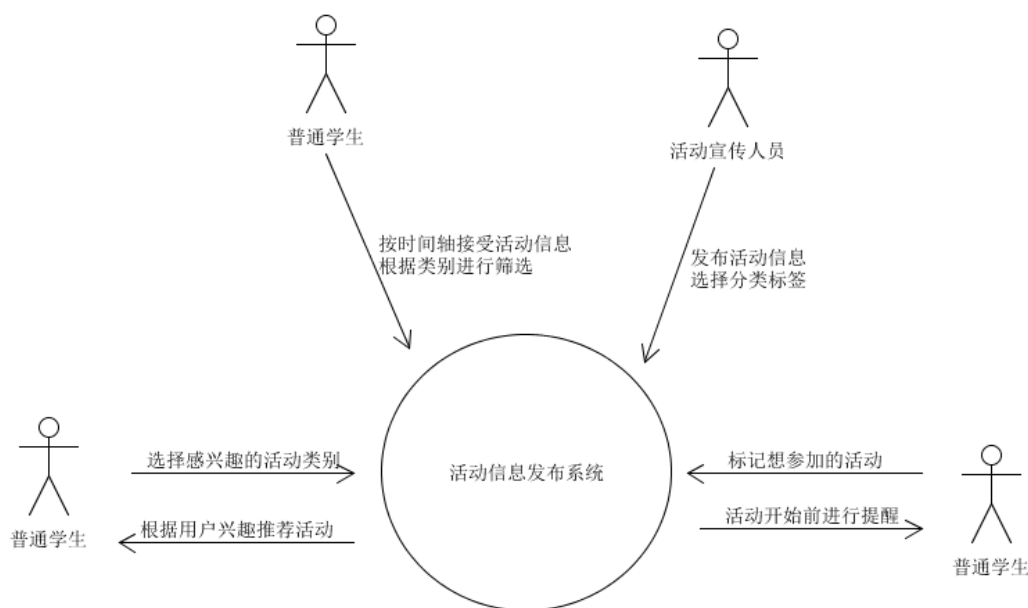 普通学生
活动宣传人员
按时间轴接受活动信息
根据类别进行筛选
发布活动信息
选择分类标签
选择感兴趣的活动类别
活动信息发布系统
标记想参加的活动
根据用户兴趣推荐活动
活动开始前进行提醒
普通学生
普通学生